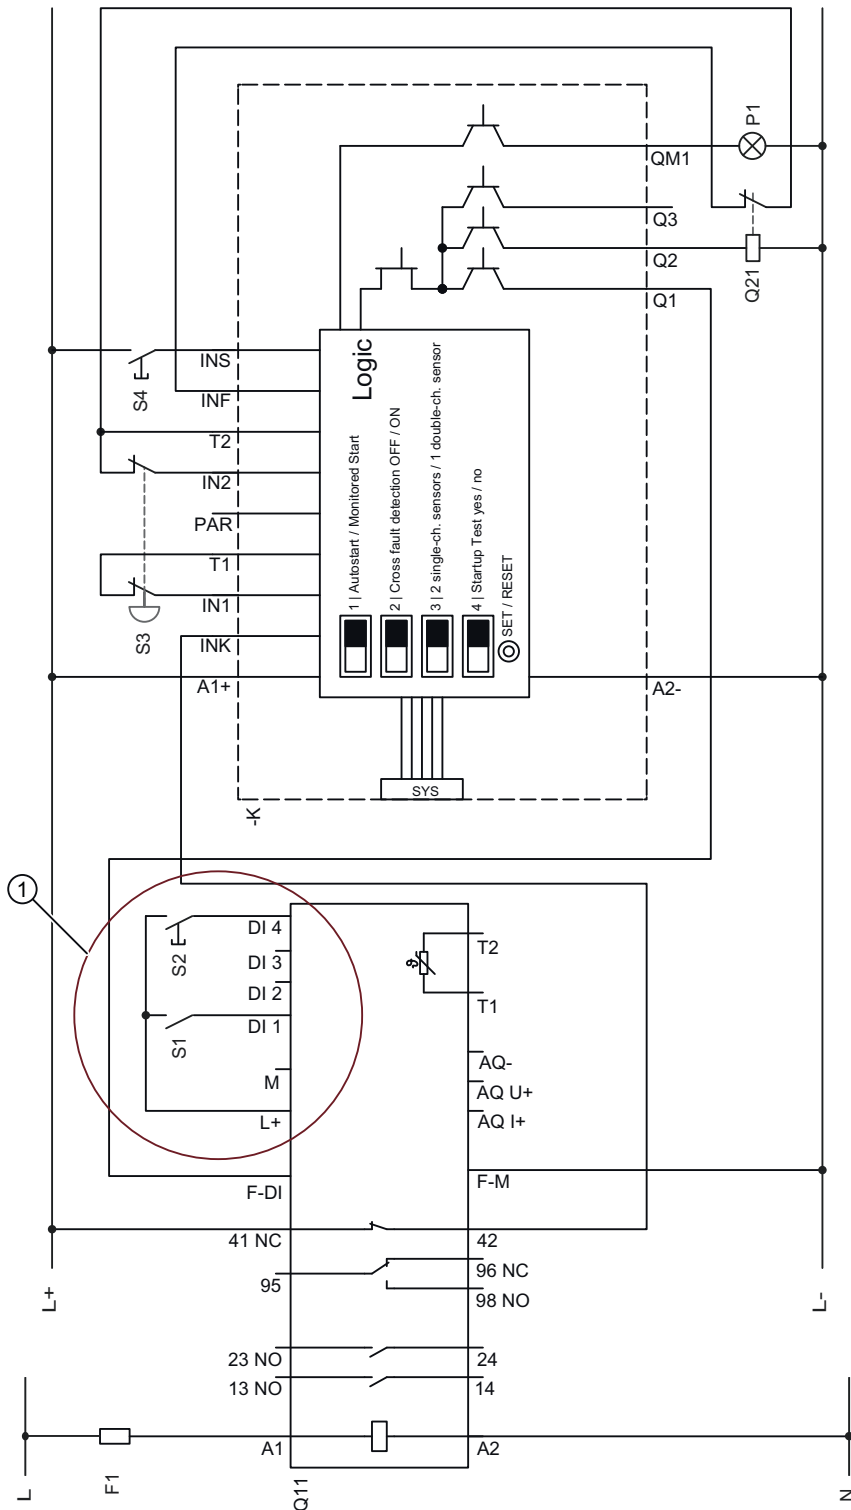 P1
QM1
Q3
Q2
Q21
Q1
INS
S4
INF
T2
IN2
PAR
T1
IN1
S3
INK
A1+
A2-
Logic
1 | Autostart / Monitored Start
2 | Cross fault detection OFF / ON
3 | 2 single-ch. sensors / 1 double-ch. sensor
4 | Startup Test yes / no
SET / RESET
SYS
-K
1
DI 4
S2
DI 3
DI 2
DI 1
S1
M
L+
ϑ
T2
T1
AQ-
AQ U+
AQ I+
F-DI
F-M
41 NC
42
95
96 NC
98 NO
L+
L-
23 NO
24
13 NO
14
A1
A2
L
F1
Q11
N